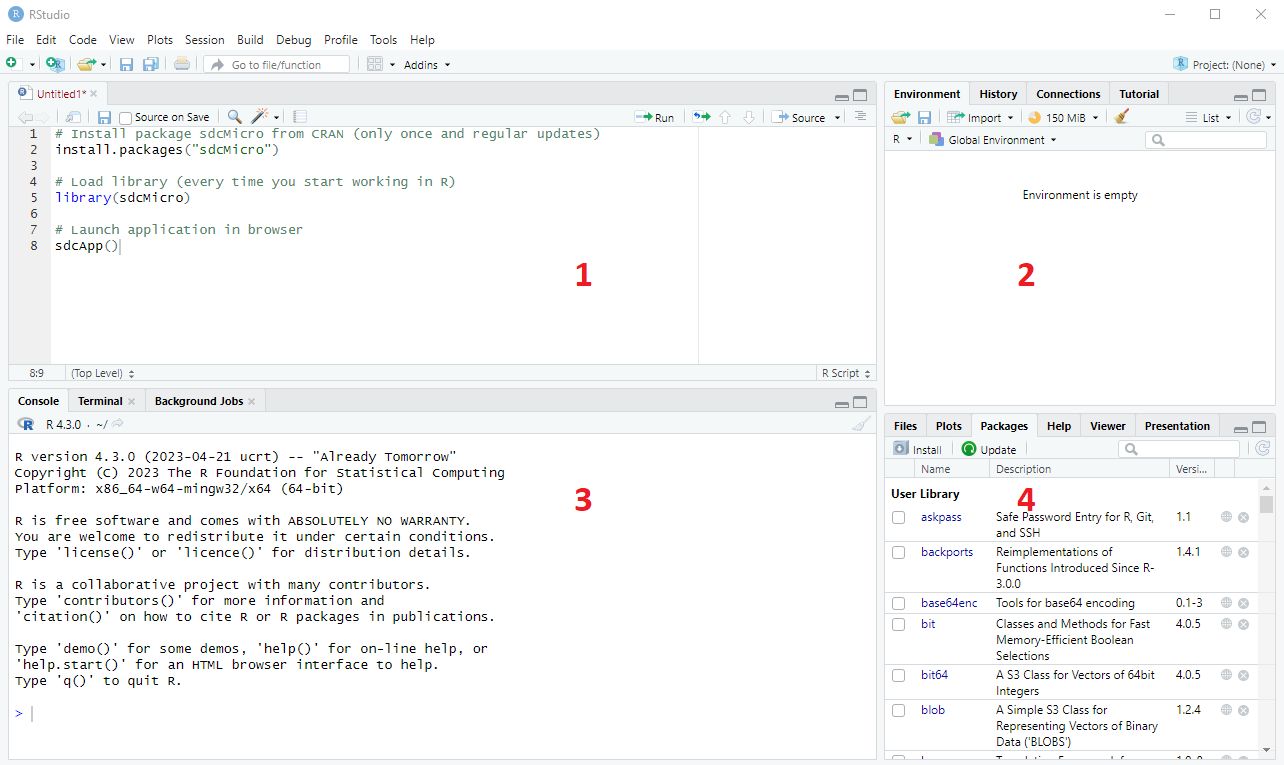 RStudio
File Edit Code View Plots Session Build Debug Profile Tools Help
Go to file/function Addins Project: (None)
Untitled1*
Source on Save Run Source
1 # Install package sdcMicro from CRAN (only once and regular updates)
2 install.packages("sdcMicro")
3
4 # Load library (every time you start working in R)
5 library(sdcMicro)
6
7 # Launch application in browser
8 sdcApp()
1
8:9 (Top Level) R Script
Environment History Connections Tutorial
Import 150 MiB List
R Global Environment
Environment is empty
2
Console Terminal Background Jobs
R 4.3.0 · ~/
R version 4.3.0 (2023-04-21 ucrt) -- "Already Tomorrow"
Copyright (C) 2023 The R Foundation for Statistical Computing
Platform: x86_64-w64-mingw32/x64 (64-bit)
R is free software and comes with ABSOLUTELY NO WARRANTY.
You are welcome to redistribute it under certain conditions.
Type 'license()' or 'licence()' for distribution details.
R is a collaborative project with many contributors.
Type 'contributors()' for more information and
'citation()' on how to cite R or R packages in publications.
Type 'demo()' for some demos, 'help()' for on-line help, or
'help.start()' for an HTML browser interface to help.
Type 'q()' to quit R.
>
3
Files Plots Packages Help Viewer Presentation
Install Update
Name Description Versi...
User Library
4
askpass Safe Password Entry for R, Git, 1.1
and SSH
backports Reimplementations of 1.4.1
Functions Introduced Since R-
3.0.0
base64enc Tools for base64 encoding 0.1-3
bit Classes and Methods for Fast 4.0.5
Memory-Efficient Boolean
Selections
bit64 A S3 Class for Vectors of 64bit 4.0.5
Integers
blob A Simple S3 Class for 1.2.4
Representing Vectors of Binary
Data ('BLOBS')